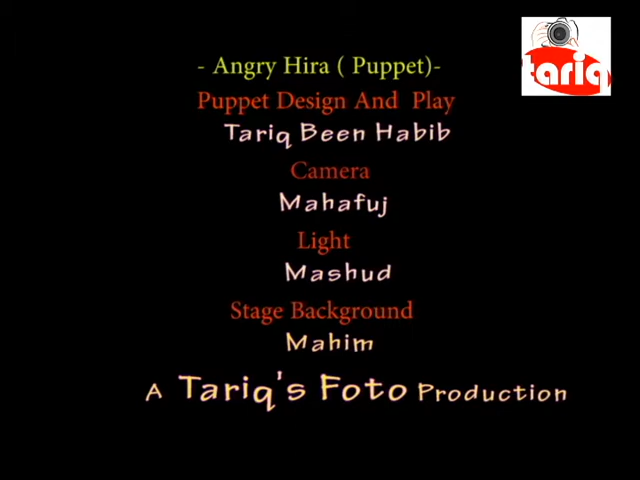 tariq
- Angry Hira ( Puppet)-
Puppet Design And Play
Tariq Been Habib
Camera
Mahafuj
Light
Mashud
Stage Background
Mahim
A Tariq's Foto Production